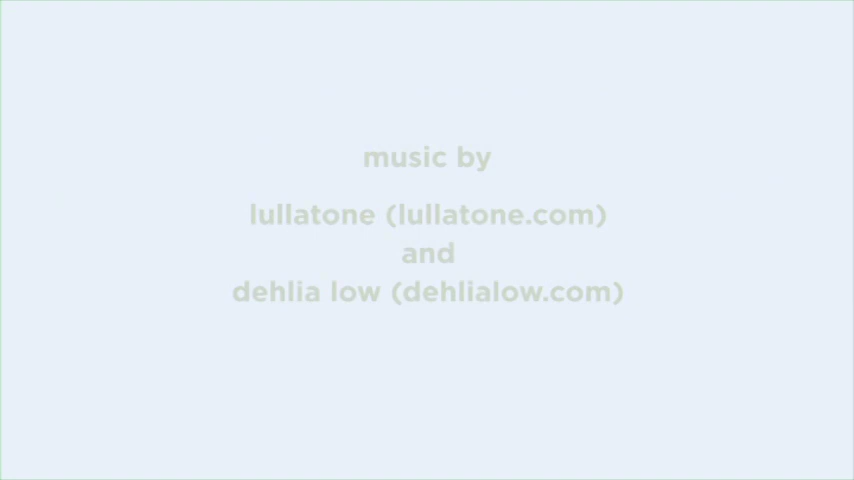 music by
lullatone (lullatone.com)
and
dehlia low (dehlialow.com)